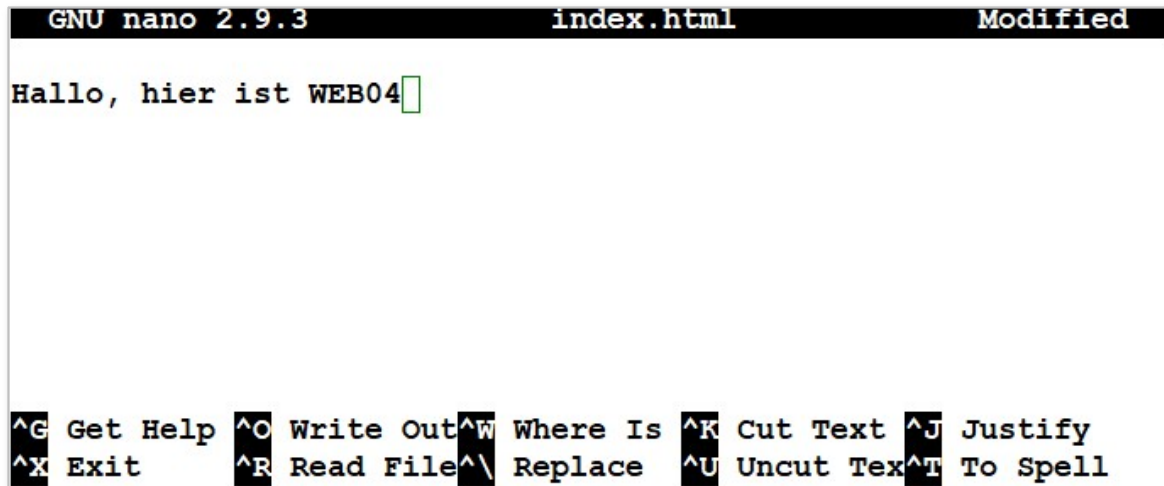 GNU nano 2.9.3 index.html Modified
Hallo, hier ist WEB04
^G Get Help ^O Write Out^W Where Is ^K Cut Text ^J Justify
^X Exit ^R Read File^\ Replace ^U Uncut Tex^T To Spell